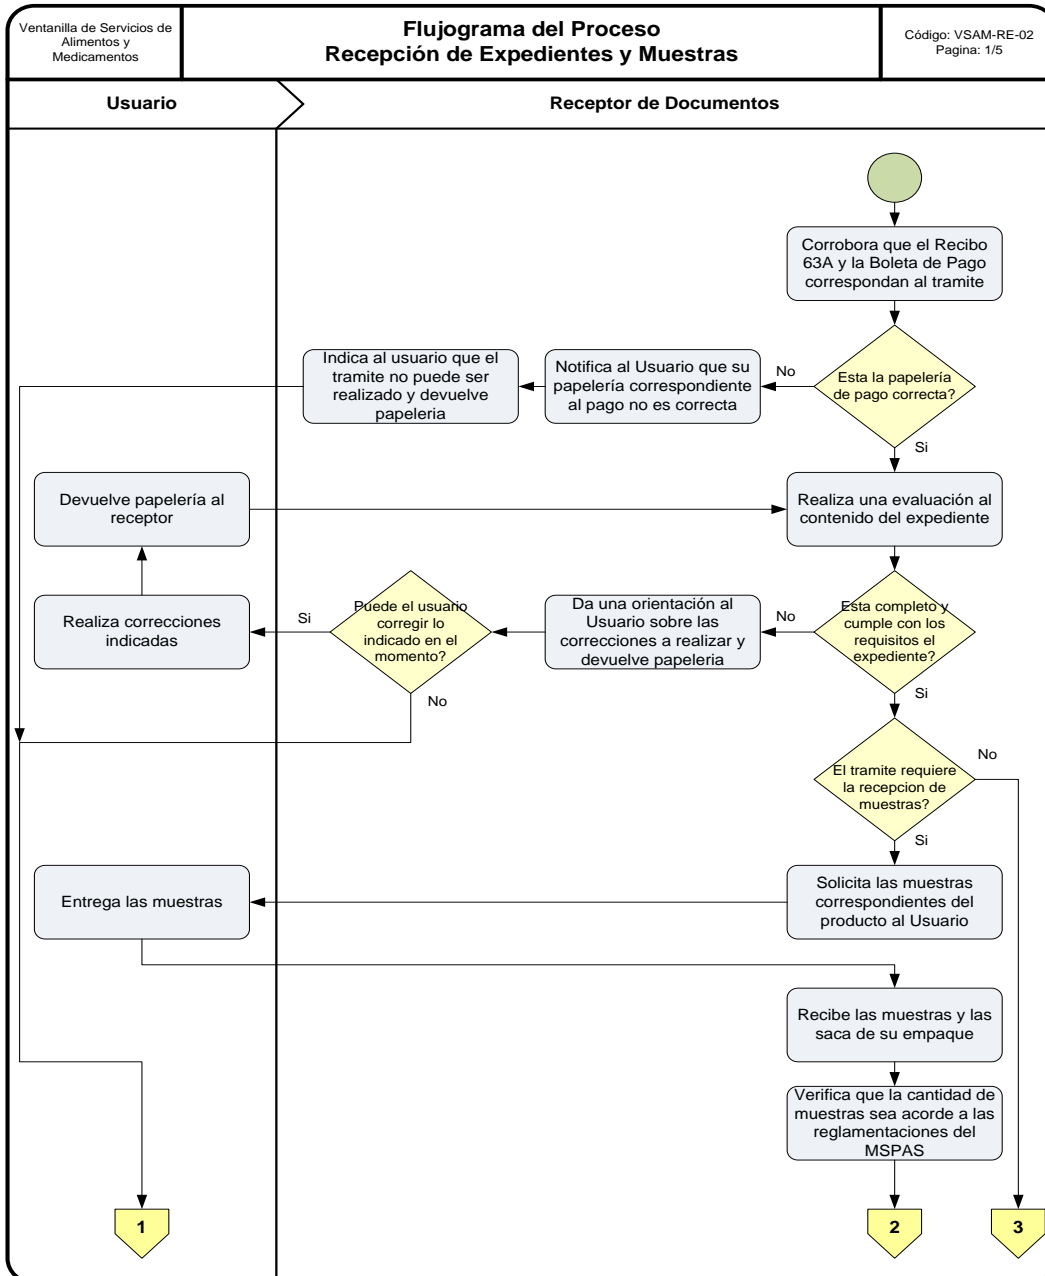 Ventanilla de Servicios de
Alimentos y
Medicamentos
Flujograma del Proceso
Recepción de Expedientes y Muestras
Código: VSAM-RE-02
Pagina: 1/5
Usuario
Receptor de Documentos
Corrobora que el Recibo
63A y la Boleta de Pago
correspondan al tramite
Esta la papelería
de pago correcta?
No
Notifica al Usuario que su
papelería correspondiente
al pago no es correcta
Indica al usuario que el
tramite no puede ser
realizado y devuelve
papeleria
Si
Devuelve papelería al
receptor
Realiza una evaluación al
contenido del expediente
Esta completo y
cumple con los
requisitos el
expediente?
No
Da una orientación al
Usuario sobre las
correcciones a realizar y
devuelve papeleria
Puede el usuario
corregir lo
indicado en el
momento?
Si
Realiza correcciones
indicadas
No
Si
El tramite requiere
la recepcion de
muestras?
No
Si
Solicita las muestras
correspondientes del
producto al Usuario
Entrega las muestras
Recibe las muestras y las
saca de su empaque
Verifica que la cantidad de
muestras sea acorde a las
reglamentaciones del
MSPAS
1
2
3